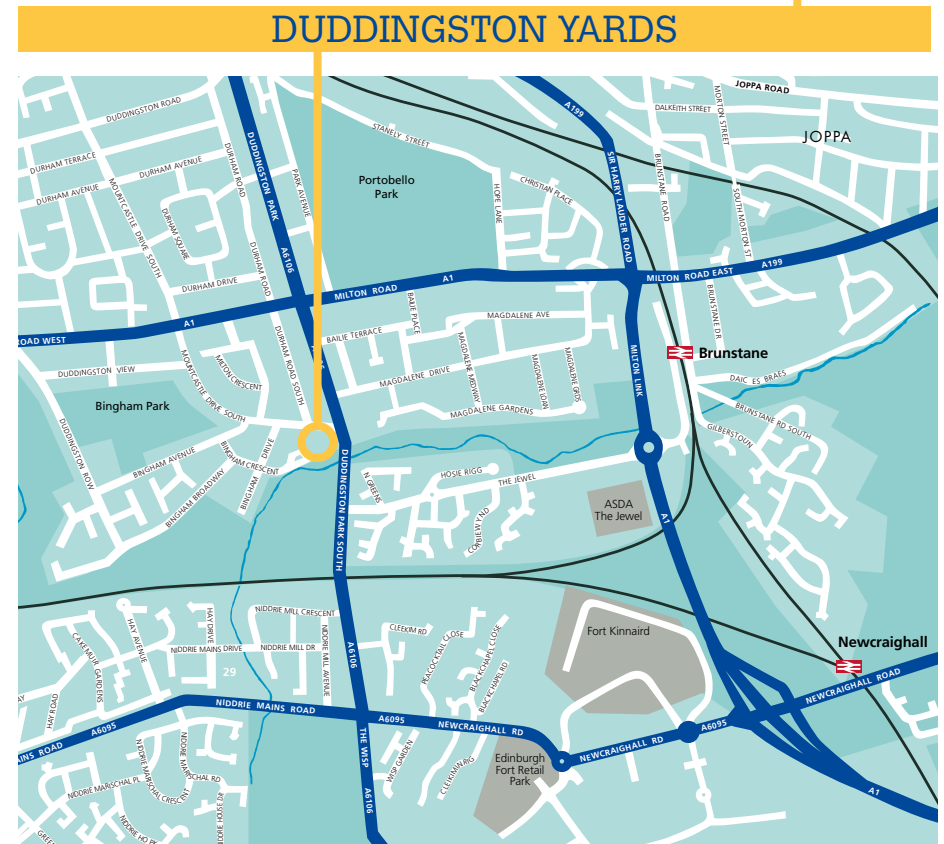 DUDDINGSTON YARDS
JOPPA ROAD
A199
DALKEITH STREET
MORTON STREET
DUDDINGSTON ROAD
STANELY STREET
JOPPA
DUDDINGSTON PARK
SIR HARRY LAUDER ROAD
DURHAM TERRACE
DURHAM AVENUE
DURHAM ROAD
PARK AVENUE
Portobello
Park
HOPE LANE
CHRISTIAN PLACE
BRUNSTANE ROAD
SOUTH MORTON ST
DURHAM AVENUE
MOUNTCASTLE DRIVE SOUTH
DURHAM SQUARE
A6106
DURHAM ROAD
DURHAM DRIVE
A1
MILTON ROAD
MILTON ROAD EAST
A199
BRUNSTANE DR
BAILIE PLACE
MAGDALENE AVE
A1
ROAD WEST
DURHAM ROAD SOUTH
BAILIE TERRACE
MILTON LINK
Brunstane
DUDDINGSTON VIEW
MOUNTCASTLE DRIVE SOUTH
MILTON CRESCENT
MAGDALENE DRIVE
MAGDALENE MIDWAY
MAGDALENE LOAN
MAGDALENE GRDS
DAIC ES BRAES
Bingham Park
MAGDALENE GARDENS
BRUNSTANE RD SOUTH
GILBERSTOUN
DUDDINGSTON ROW
BINGHAM AVENUE
BINGHAM CRESCENT
BINGHAM DRIVE
BINGHAM BROADWAY
DUDDINGSTON PARK SOUTH
N GREENS
HOSIE RIGG
THE JEWEL
CORBIEWYND
ASDA
The Jewel
A1
NIDDRIE MILL CRESCENT
HAY AVENUE
HAY DRIVE
CAKEMUIR GARDENS
NIDDRIE MAINS DRIVE
NIDDRIE MILL DR
NIDDRIE MILL AVENUE
A6106
CLEEKIM RD
PEACOCKTAIL CLOSE
BLACKCHAPEL CLOSE
BLACKCHAPEL RD
Fort Kinnaird
Newcraighall
29
AY
HAY ROAD
NEWCRAIGHALL ROAD
NIDDRIE MAINS ROAD
A6095
NEWCRAIGHALL RD
A6095
AINS ROAD
A6095
NEWCRAIGHALL RD
THE WISP
WISP GARDEN
CLEIKIMIN RIG
Edinburgh
Fort Retail
Park
NIDDRIE MARISCHAL PL
NIDDRIE MARISCHAL CRESCENT
A6106
A1